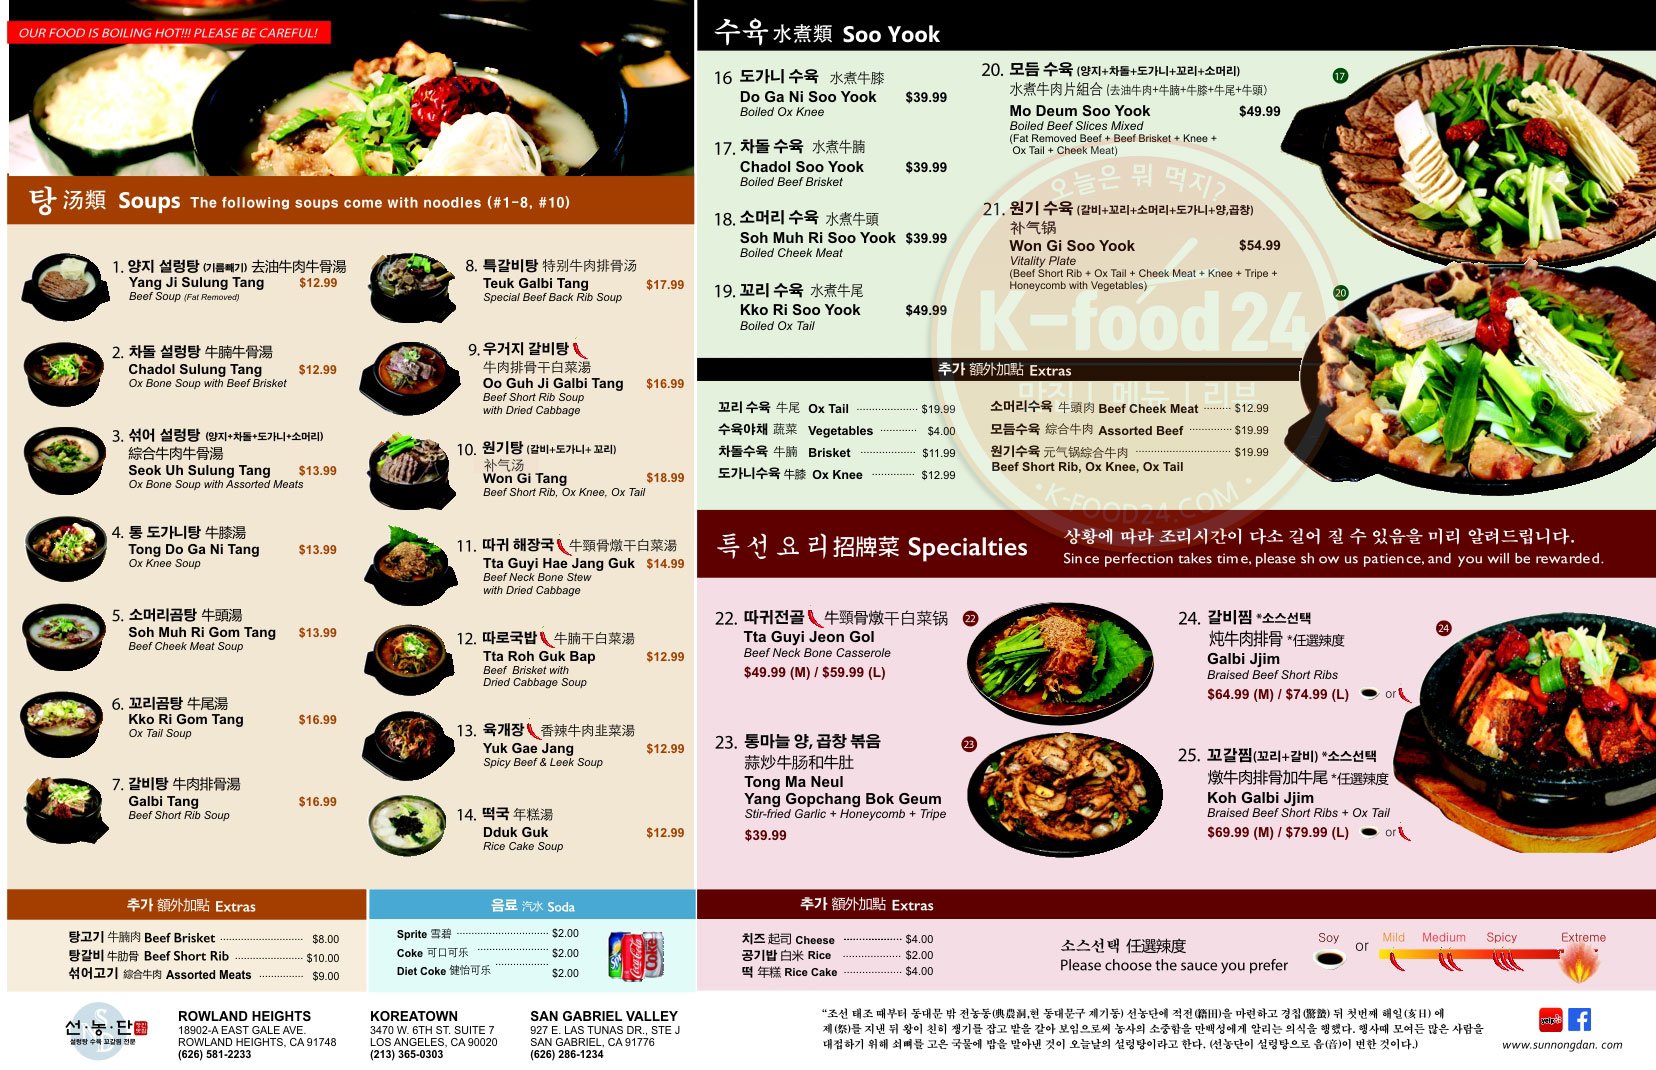 OUR FOOD IS BOILING HOT!!! PLEASE BE CAREFUL!
탕 汤類 Soups The following soups come with noodles (#1-8, #10)
1. 양지 설렁탕 (기름빼기) 去油牛肉牛骨湯
Yang Ji Sulung Tang $12.99
Beef Soup (Fat Removed)
2. 차돌 설렁탕 牛腩牛骨湯
Chadol Sulung Tang $12.99
Ox Bone Soup with Beef Brisket
3. 섞어 설렁탕 (양지+차돌+도가니+소머리)
綜合牛肉牛骨湯
Seok Uh Sulung Tang $13.99
Ox Bone Soup with Assorted Meats
4. 통 도가니탕 牛膝湯
Tong Do Ga Ni Tang $13.99
Ox Knee Soup
5. 소머리곰탕 牛頭湯
Soh Muh Ri Gom Tang $13.99
Beef Cheek Meat Soup
6. 꼬리곰탕 牛尾湯
Kko Ri Gom Tang $16.99
Ox Tail Soup
7. 갈비탕 牛肉排骨湯
Galbi Tang $16.99
Beef Short Rib Soup
8. 특갈비탕 特别牛肉排骨汤
Teuk Galbi Tang $17.99
Special Beef Back Rib Soup
9. 우거지 갈비탕
牛肉排骨干白菜湯
Oo Guh Ji Galbi Tang $16.99
Beef Short Rib Soup
with Dried Cabbage
10. 원기탕 (갈비+도가니+ 꼬리)
补气汤
Won Gi Tang $18.99
Beef Short Rib, Ox Knee, Ox Tail
11. 따귀 해장국 牛頸骨燉干白菜湯
Tta Guyi Hae Jang Guk $14.99
Beef Neck Bone Stew
with Dried Cabbage
12. 따로국밥 牛腩干白菜湯
Tta Roh Guk Bap $12.99
Beef Brisket with
Dried Cabbage Soup
13. 육개장 香辣牛肉韭菜湯
Yuk Gae Jang $12.99
Spicy Beef & Leek Soup
14. 떡국 年糕湯
Dduk Guk $12.99
Rice Cake Soup
추가 額外加點 Extras
탕고기 牛腩肉 Beef Brisket $8.00
탕갈비 牛肋骨 Beef Short Rib $10.00
섞어고기 綜合牛肉 Assorted Meats $9.00
음료 汽水 Soda
Sprite 雪碧 $2.00
Coke 可口可乐 $2.00
Diet Coke 健怡可乐 $2.00
수육 水煮類 Soo Yook
16 도가니 수육 水煮牛膝
Do Ga Ni Soo Yook $39.99
Boiled Ox Knee
17. 차돌 수육 水煮牛腩
Chadol Soo Yook $39.99
Boiled Beef Brisket
18. 소머리 수육 水煮牛頭
Soh Muh Ri Soo Yook $39.99
Boiled Cheek Meat
19. 꼬리 수육 水煮牛尾
Kko Ri Soo Yook $49.99
Boiled Ox Tail
20. 모듬 수육 (양지+차돌+도가니+꼬리+소머리)
水煮牛肉片組合 (去油牛肉+牛腩+牛膝+牛尾+牛頭)
Mo Deum Soo Yook $49.99
Boiled Beef Slices Mixed
(Fat Removed Beef + Beef Brisket + Knee +
Ox Tail + Cheek Meat)
21. 원기 수육 (갈비+꼬리+소머리+도가니+양,곱창)
补气锅
Won Gi Soo Yook $54.99
Vitality Plate
(Beef Short Rib + Ox Tail + Cheek Meat + Knee + Tripe +
Honeycomb with Vegetables)
17
20
오늘은 뭐 먹지?
K-food 24
맛집 | 메뉴 | 리뷰
· K-FOOD24.COM ·
추가 額外加點 Extras
꼬리 수육 牛尾 Ox Tail $19.99
수육야채 蔬菜 Vegetables $4.00
차돌수육 牛腩 Brisket $11.99
도가니수육 牛膝 Ox Knee $12.99
소머리수육 牛頭肉 Beef Cheek Meat $12.99
모듬수육 綜合牛肉 Assorted Beef $19.99
원기수육 元气锅綜合牛肉 $19.99
Beef Short Rib, Ox Knee, Ox Tail
특선요리 招牌菜 Specialties
상황에 따라 조리시간이 다소 길어 질 수 있음을 미리 알려드립니다.
Since perfection takes time, please show us patience, and you will be rewarded.
22. 따귀전골 牛頸骨燉干白菜锅
Tta Guyi Jeon Gol
Beef Neck Bone Casserole
$49.99 (M) / $59.99 (L)
22
23. 통마늘 양, 곱창 볶음
蒜炒牛肠和牛肚
Tong Ma Neul
Yang Gopchang Bok Geum
Stir-fried Garlic + Honeycomb + Tripe
$39.99
23
24. 갈비찜 *소스선택
炖牛肉排骨 *任選辣度
Galbi Jjim
Braised Beef Short Ribs
$64.99 (M) / $74.99 (L) or
24
25. 꼬갈찜(꼬리+갈비) *소스선택
燉牛肉排骨加牛尾 *任選辣度
Koh Galbi Jjim
Braised Beef Short Ribs + Ox Tail
$69.99 (M) / $79.99 (L) or
추가 額外加點 Extras
치즈 起司 Cheese $4.00
공기밥 白米 Rice $2.00
떡 年糕 Rice Cake $4.00
소스선택 任選辣度
Please choose the sauce you prefer
Soy or Mild Medium Spicy Extreme
선·농·단
설렁탕 수육 꼬갈찜 전문
ROWLAND HEIGHTS
18902-A EAST GALE AVE.
ROWLAND HEIGHTS, CA 91748
(626) 581-2233
KOREATOWN
3470 W. 6TH ST. SUITE 7
LOS ANGELES, CA 90020
(213) 365-0303
SAN GABRIEL VALLEY
927 E. LAS TUNAS DR., STE J
SAN GABRIEL, CA 91776
(626) 286-1234
"조선 태조 때부터 동대문 밖 전농동(典農洞,현 동대문구 제기동) 선농단에 적전(籍田)을 마련하고 경칩(驚蟄) 뒤 첫번째 해일(亥日)에
제(祭)를 지낸 뒤 왕이 친히 쟁기를 잡고 밭을 갈아 보임으로써 농사의 소중함을 만백성에게 알리는 의식을 행했다. 행사때 모여든 많은 사람을
대접하기 위해 쇠뼈를 고은 국물에 밥을 말아낸 것이 오늘날의 설렁탕이라고 한다. (선농단이 설렁탕으로 음(音)이 변한 것이다.)
yelp
www.sunnongdan. com